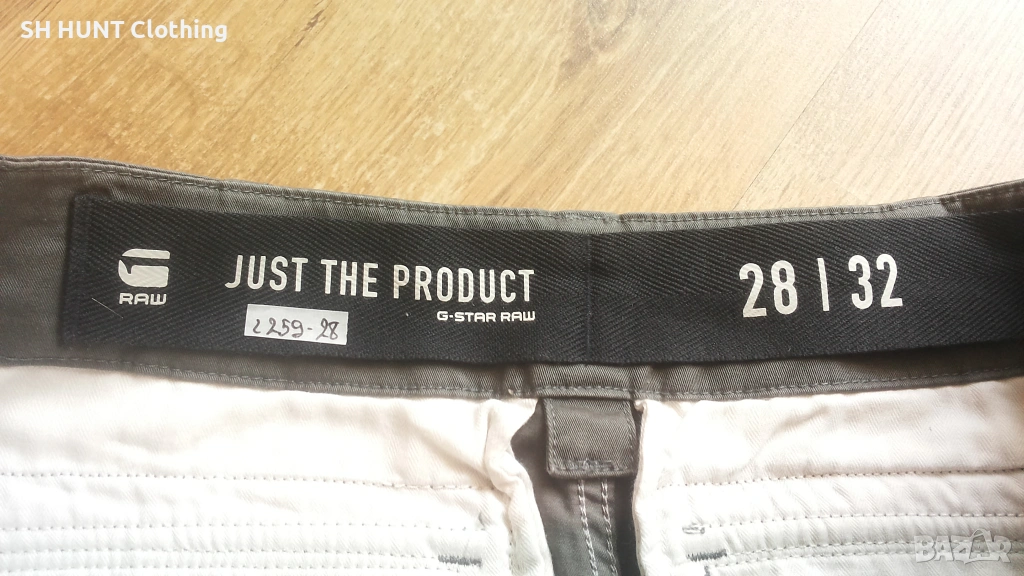 SH HUNT Clothing
RAW
JUST THE PRODUCT
G-STAR RAW
28 | 32
2259-28
BAZAR